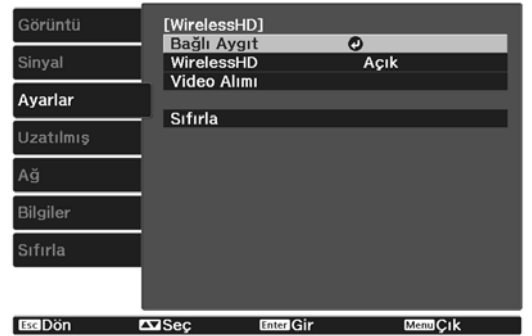 Görüntü
Sinyal
Ayarlar
Uzatılmış
Ağ
Bilgiler
Sıfırla
[WirelessHD]
Bağlı Aygıt
WirelessHD Açık
Video Alımı
Sıfırla
Esc Dön Seç Enter Gir Menu Çık